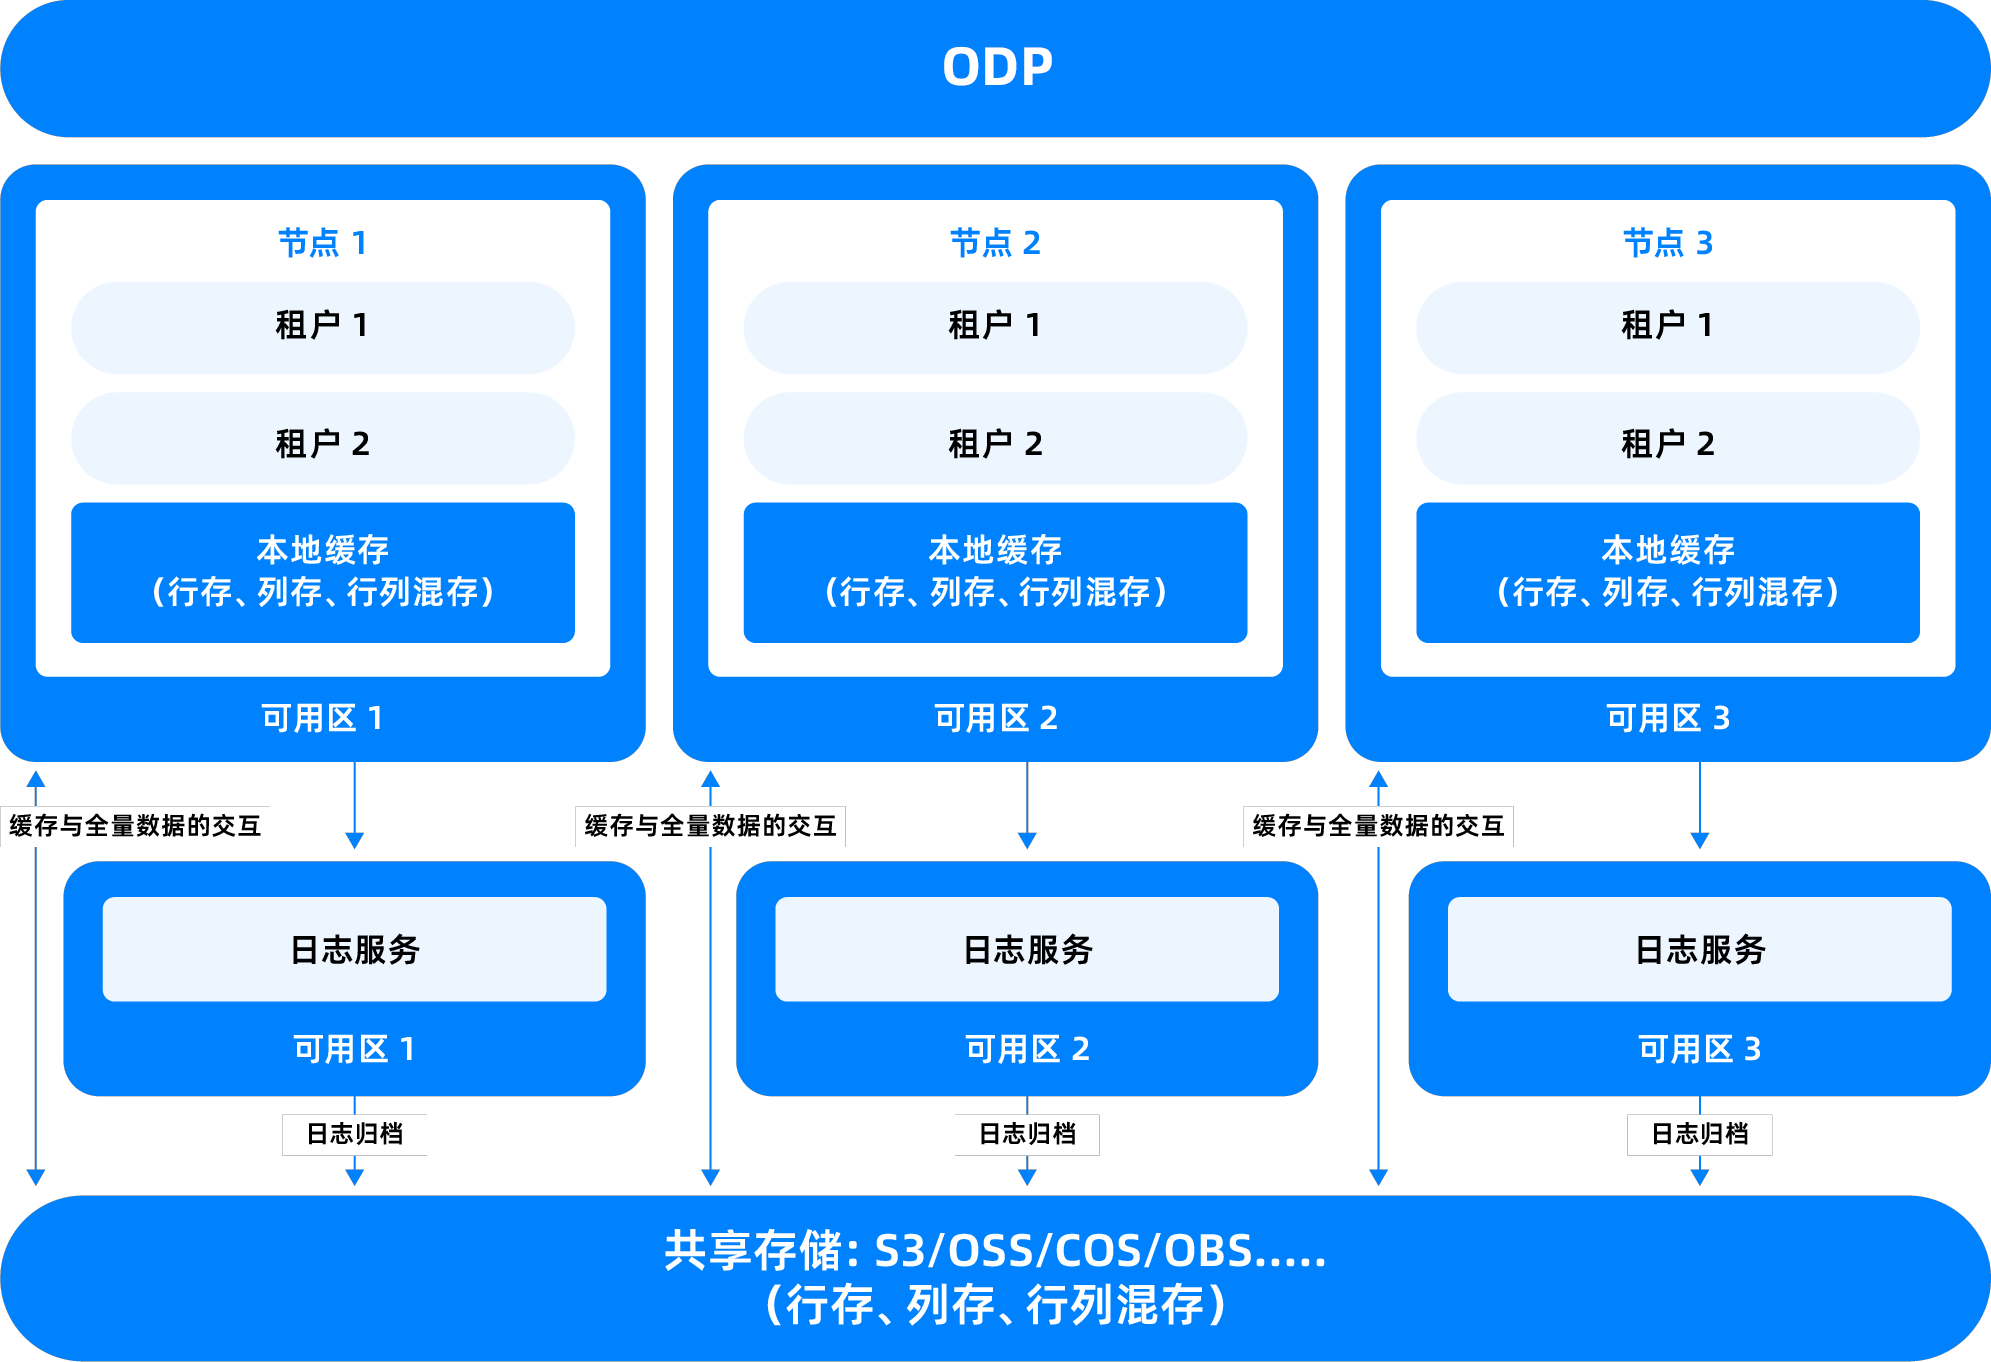 ODP
节点 1
租户 1
租户 2
本地缓存
（行存、列存、行列混存）
可用区 1
节点 2
租户 1
租户 2
本地缓存
（行存、列存、行列混存）
可用区 2
节点 3
租户 1
租户 2
本地缓存
（行存、列存、行列混存）
可用区 3
缓存与全量数据的交互
缓存与全量数据的交互
缓存与全量数据的交互
日志服务
可用区 1
日志服务
可用区 2
日志服务
可用区 3
日志归档
日志归档
日志归档
共享存储：S3/OSS/COS/OBS.....
（行存、列存、行列混存）